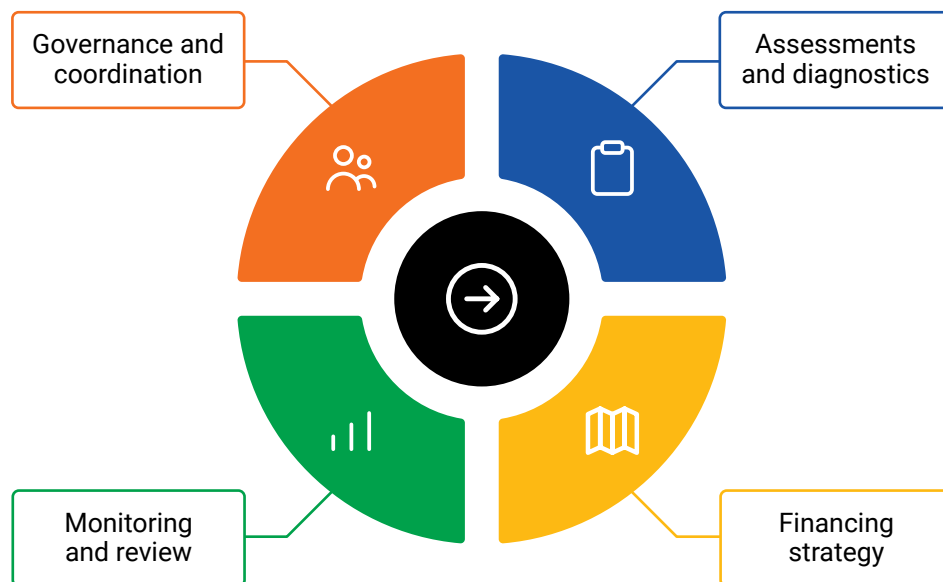 Governance and
coordination
Assessments
and diagnostics
Monitoring
and review
Financing
strategy